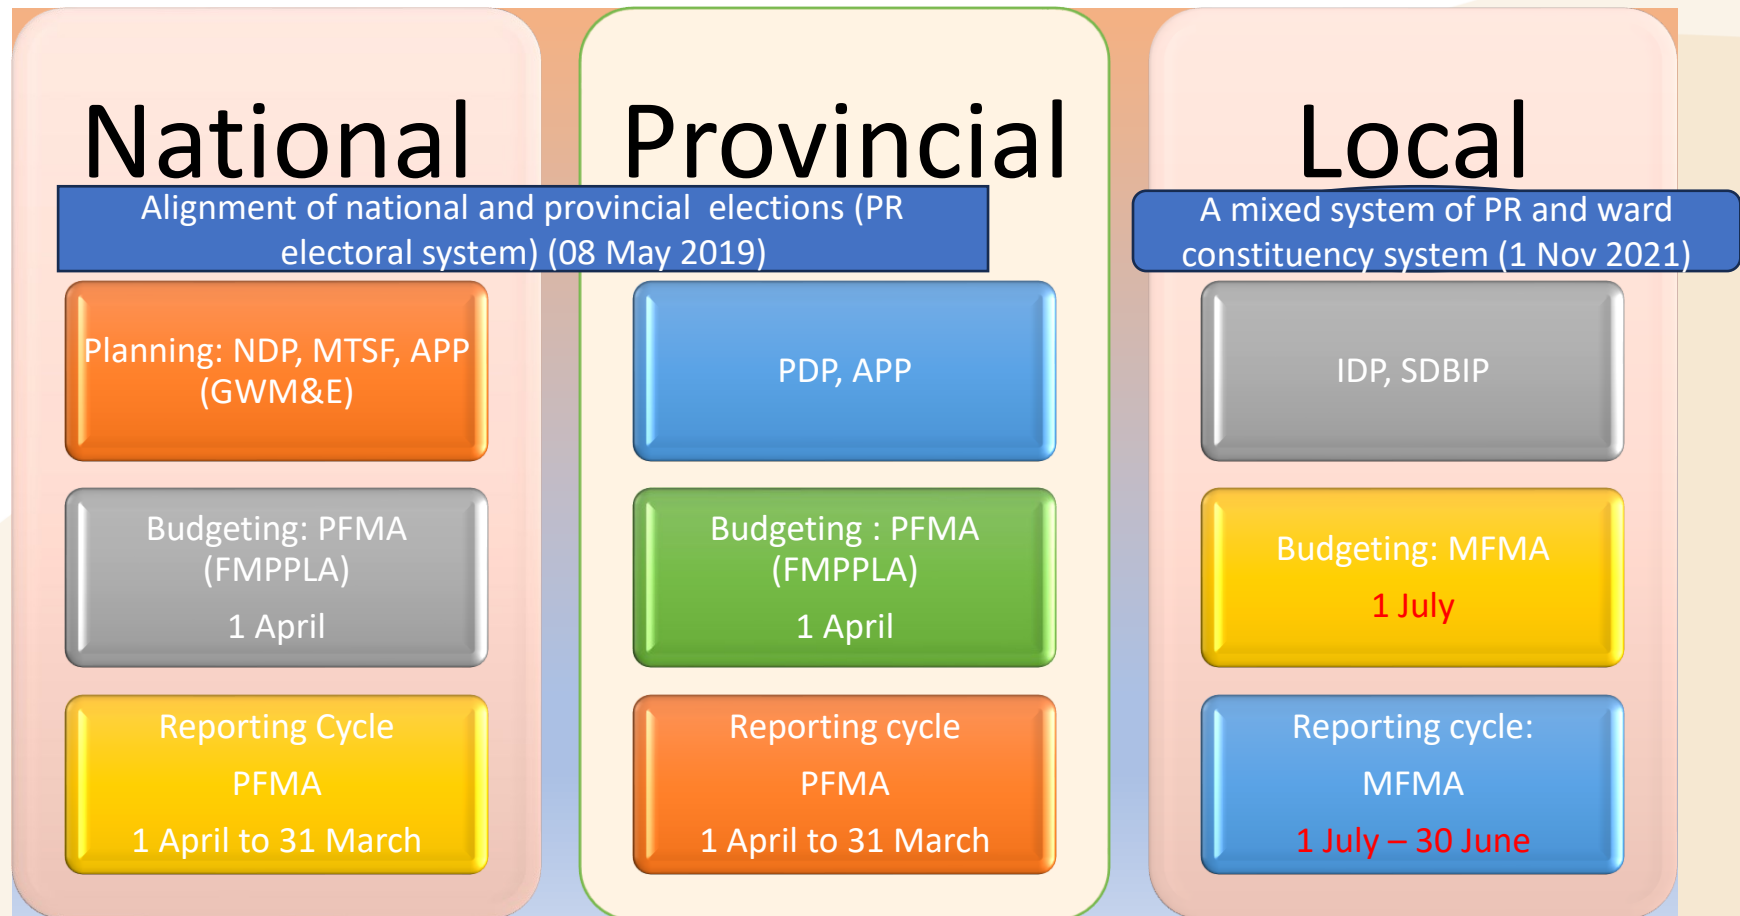 National
Provincial
Local
Alignment of national and provincial elections (PR
electoral system) (08 May 2019)
A mixed system of PR and ward
constituency system (1 Nov 2021)
Planning: NDP, MTSF, APP
(GWM&E)
PDP, APP
IDP, SDBIP
Budgeting: PFMA
(FMPPLA)
1 April
Budgeting : PFMA
(FMPPLA)
1 April
Budgeting: MFMA
1 July
Reporting Cycle
PFMA
1 April to 31 March
Reporting cycle
PFMA
1 April to 31 March
Reporting cycle:
MFMA
1 July – 30 June